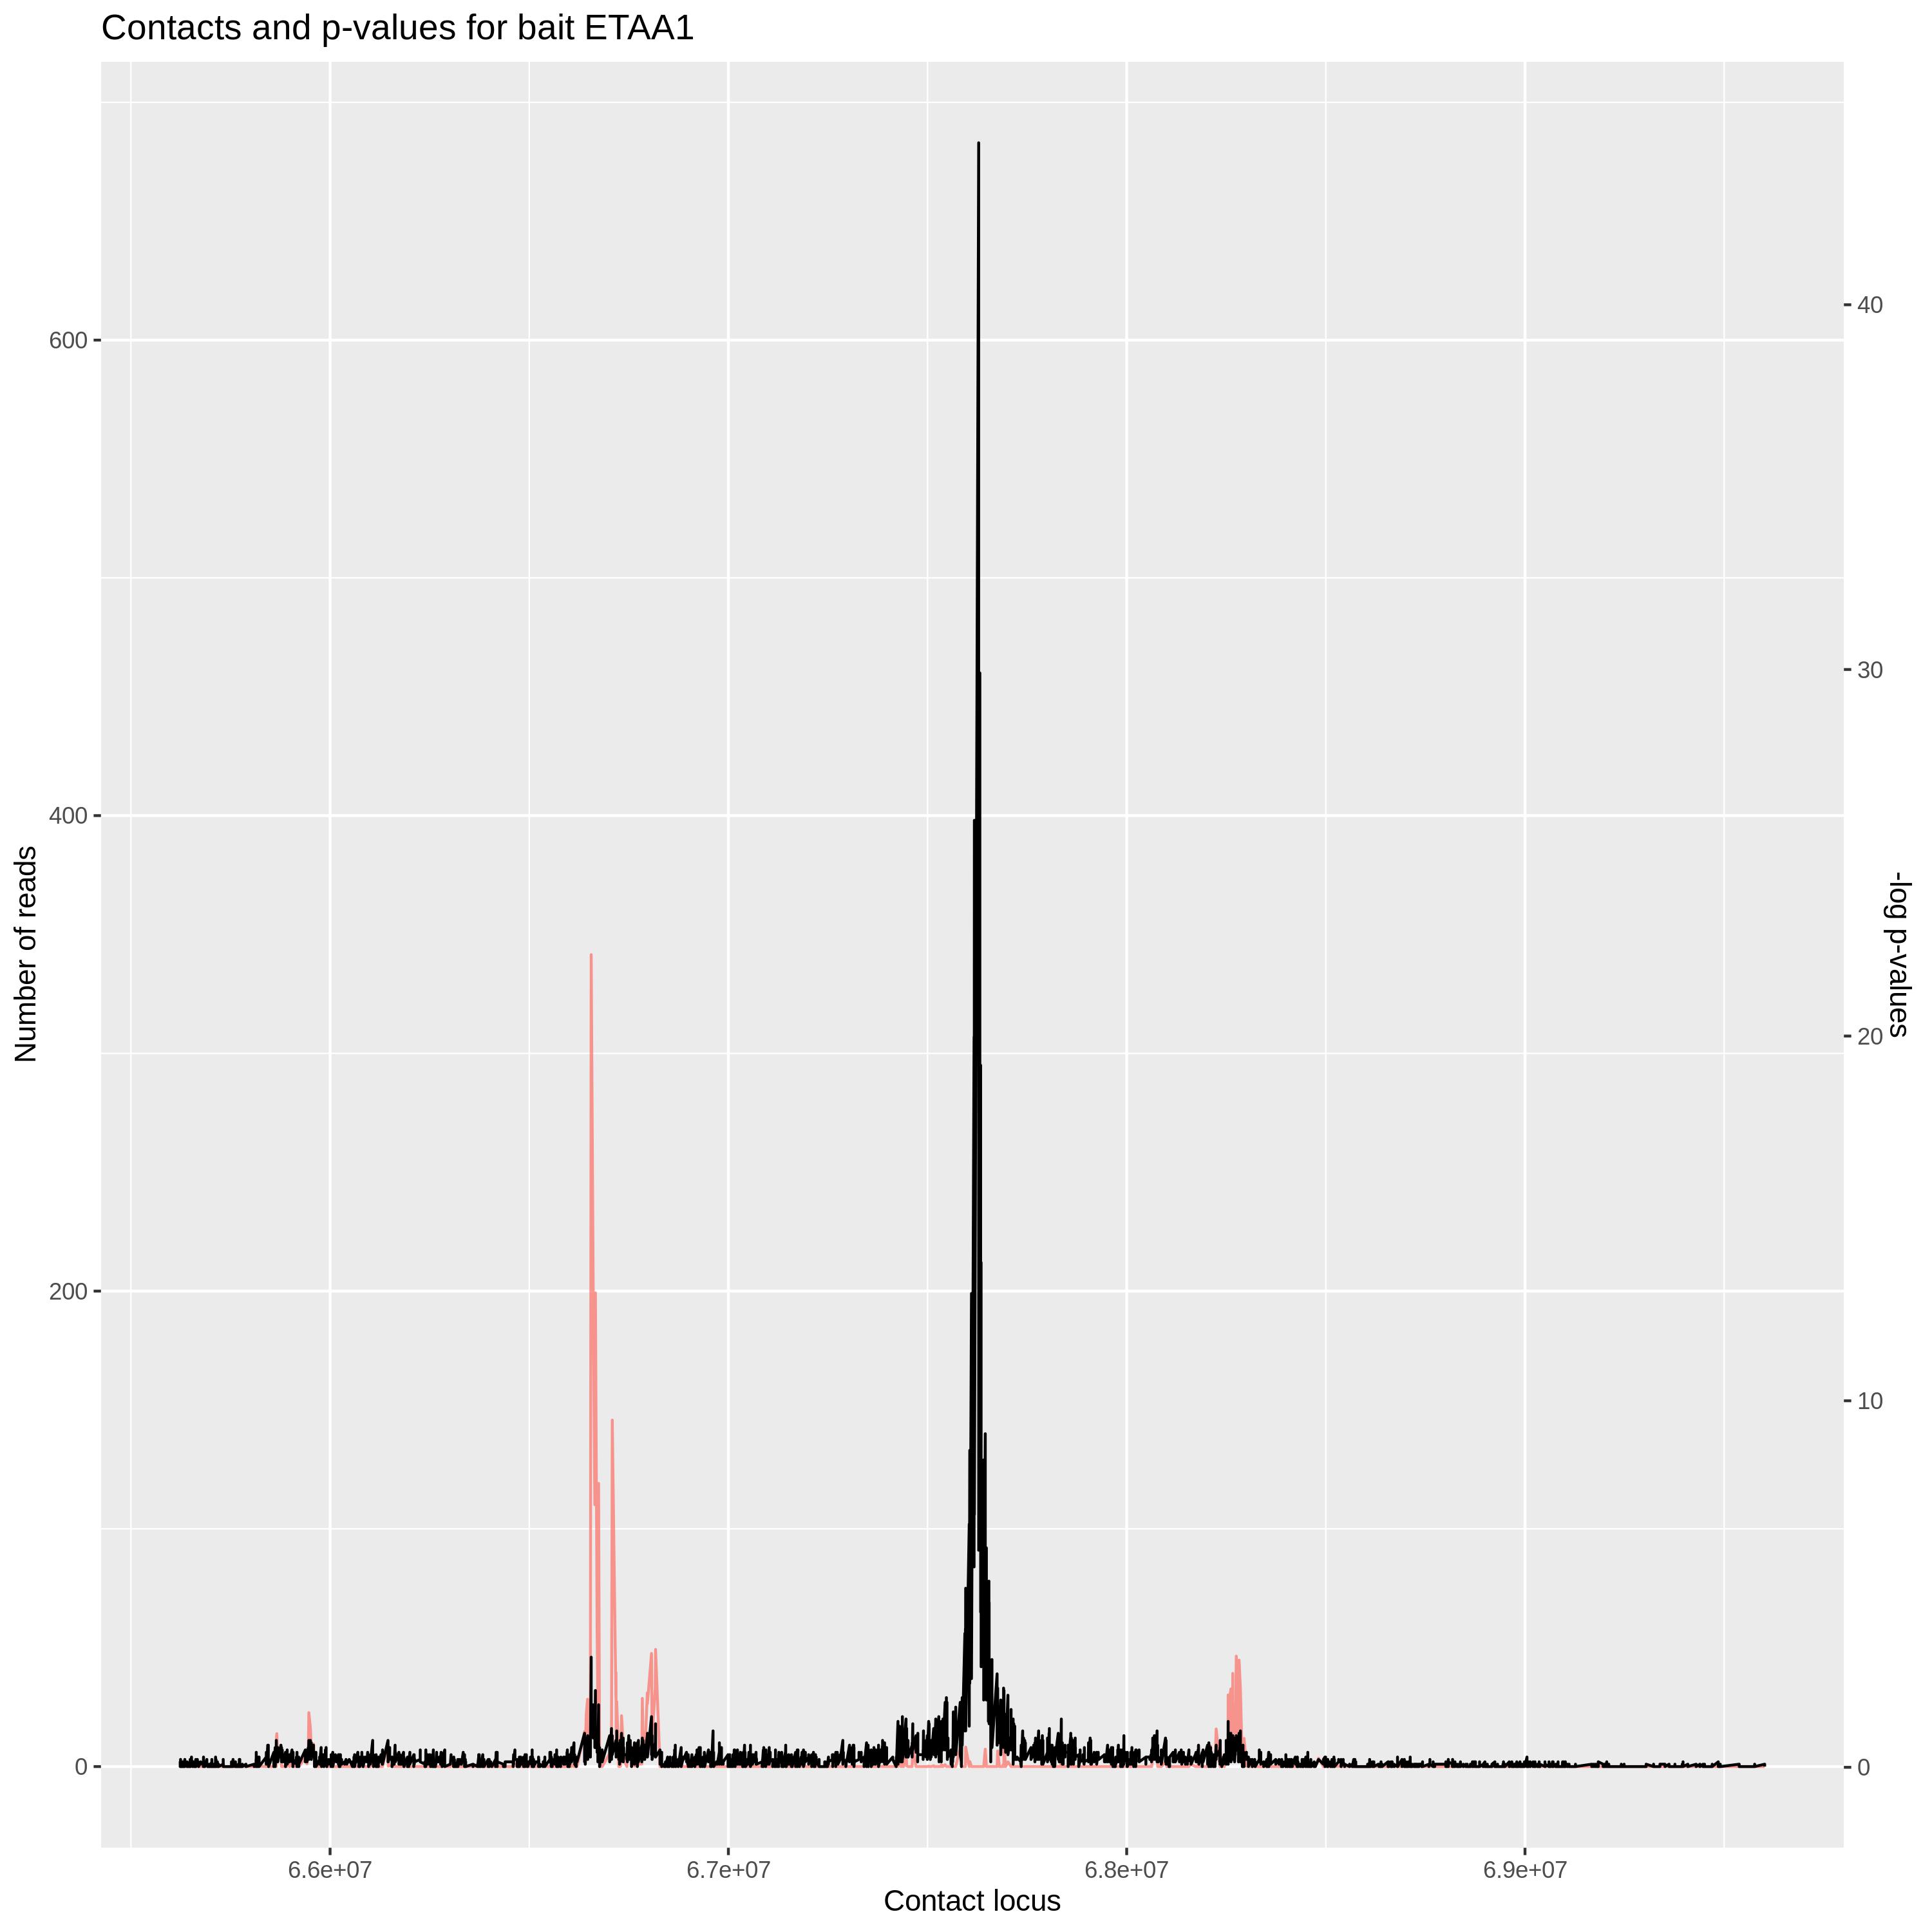 Contacts and p-values for bait ETAA1
Number of reads
600
400
200
0
40
30
20
10
0
-log p-values
6.6e+07
6.7e+07
6.8e+07
6.9e+07
Contact locus